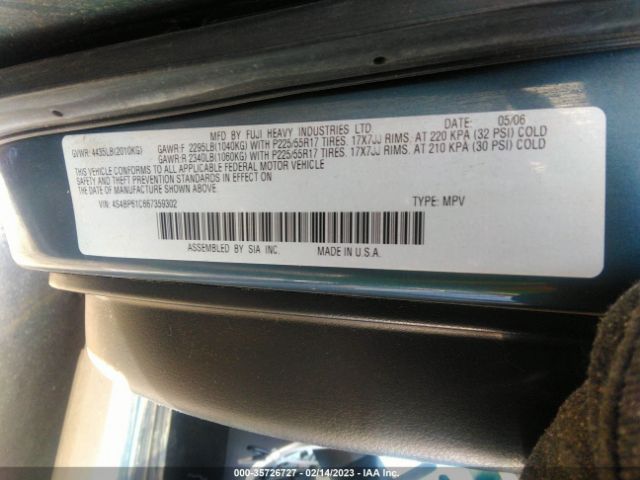 MFD. BY FUJI HEAVY INDUSTRIES LTD. DATE: 05/06
GVWR: 4435LB(2010KG) GAWR:F 2295LB(1040KG) WITH P225/55R17 TIRES. 17X7JJ RIMS. AT 220 KPA (32 PSI) COLD
GAWR:R 2340LB(1060KG) WITH P225/55R17 TIRES. 17X7JJ RIMS. AT 210 KPA (30 PSI) COLD
THIS VEHICLE CONFORMS TO ALL APPLICABLE FEDERAL MOTOR VEHICLE
SAFETY AND THEFT PREVENTION STANDARDS IN EFFECT ON
THE DATE OF MANUFACTURE SHOWN ABOVE.
VIN: 4S4BP61C667359302 TYPE: MPV
ASSEMBLED BY SIA INC. MADE IN U.S.A.
000-35726727 - 02/14/2023 - IAA Inc.